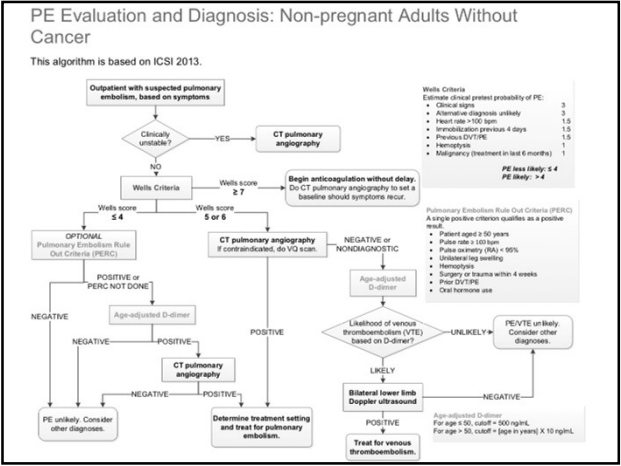 PE Evaluation and Diagnosis: Non-pregnant Adults Without
Cancer
This algorithm is based on ICSI 2013.
Outpatient with suspected pulmonary
embolism, based on symptoms
Clinically
unstable?
YES
CT pulmonary
angiography
NO
Wells Criteria
Wells score
≥ 7
Begin anticoagulation without delay.
Do CT pulmonary angiography to set a
baseline should symptoms recur.
Wells Criteria
Estimate clinical pretest probability of PE:
• Clinical signs 3
• Alternative diagnosis unlikely 3
• Heart rate >100 bpm 1.5
• Immobilization previous 4 days 1.5
• Previous DVT/PE 1.5
• Hemoptysis 1
• Malignancy (treatment in last 6 months) 1
PE less likely: ≤ 4
PE likely: > 4
Wells score
≤ 4
Wells score
5 or 6
OPTIONAL
Pulmonary Embolism Rule
Out Criteria (PERC)
CT pulmonary angiography
If contraindicated, do VQ scan.
NEGATIVE or
NONDIAGNOSTIC
Pulmonary Embolism Rule Out Criteria (PERC)
A single positive criterion qualifies as a positive
result.
• Patient aged ≥ 50 years
• Pulse rate ≥ 100 bpm
• Pulse oximetry (RA) < 95%
• Unilateral leg swelling
• Hemoptysis
• Surgery or trauma within 4 weeks
• Prior DVT/PE
• Oral hormone use
POSITIVE or
PERC NOT DONE
NEGATIVE
Age-adjusted D-dimer
NEGATIVE
POSITIVE
CT pulmonary
angiography
NEGATIVE
POSITIVE
POSITIVE
Age-adjusted
D-dimer
Likelihood of venous
thromboembolism (VTE)
based on D-dimer?
UNLIKELY
PE/VTE unlikely.
Consider other
diagnoses.
LIKELY
Bilateral lower limb
Doppler ultrasound
NEGATIVE
POSITIVE
PE unlikely. Consider
other diagnoses.
Determine treatment setting
and treat for pulmonary
embolism.
Treat for venous
thromboembolism.
Age-adjusted D-dimer
For age ≤ 50, cutoff = 500 ng/mL
For age > 50, cutoff = [age in years] X 10 ng/mL